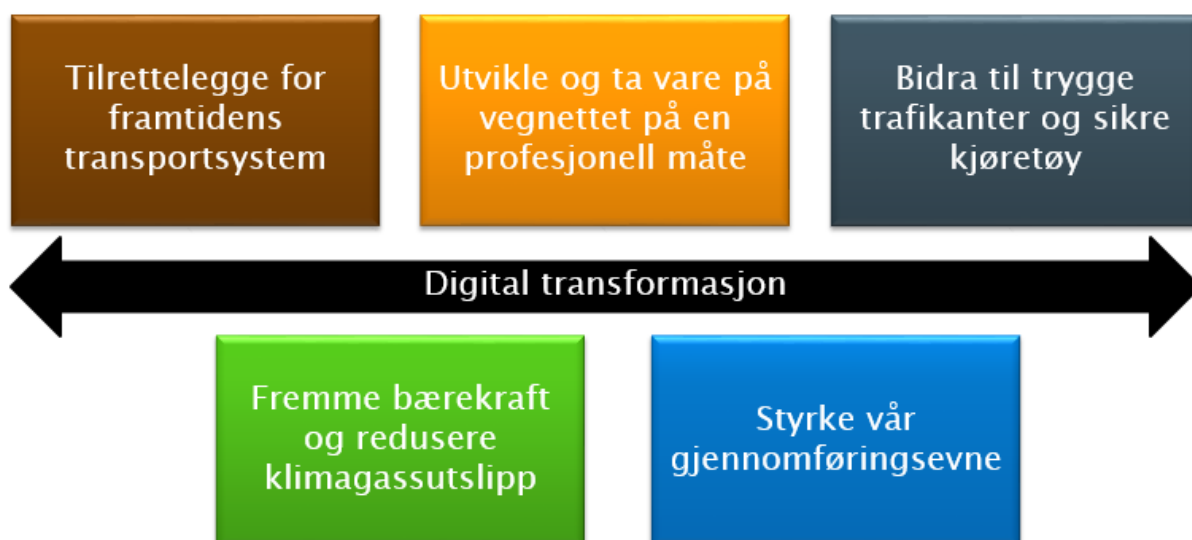 Tilrettelegge for
framtidens
transportsystem
Utvikle og ta vare på
vegnettet på en
profesjonell måte
Bidra til trygge
trafikanter og sikre
kjøretøy
Digital transformasjon
Fremme bærekraft
og redusere
klimagassutslipp
Styrke vår
gjennomføringsevne